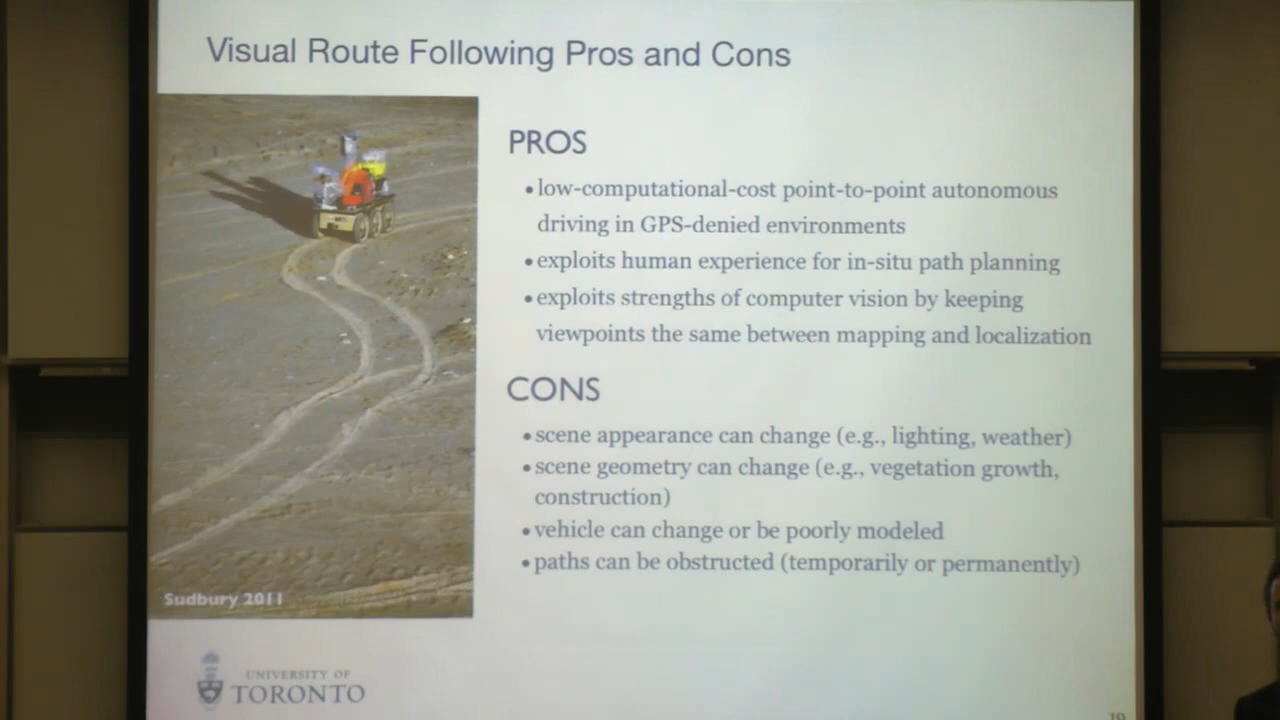 Visual Route Following Pros and Cons
PROS
• low-computational-cost point-to-point autonomous
driving in GPS-denied environments
• exploits human experience for in-situ path planning
• exploits strengths of computer vision by keeping
viewpoints the same between mapping and localization
CONS
• scene appearance can change (e.g., lighting, weather)
• scene geometry can change (e.g., vegetation growth,
construction)
• vehicle can change or be poorly modeled
• paths can be obstructed (temporarily or permanently)
Sudbury 2011
UNIVERSITY OF
TORONTO